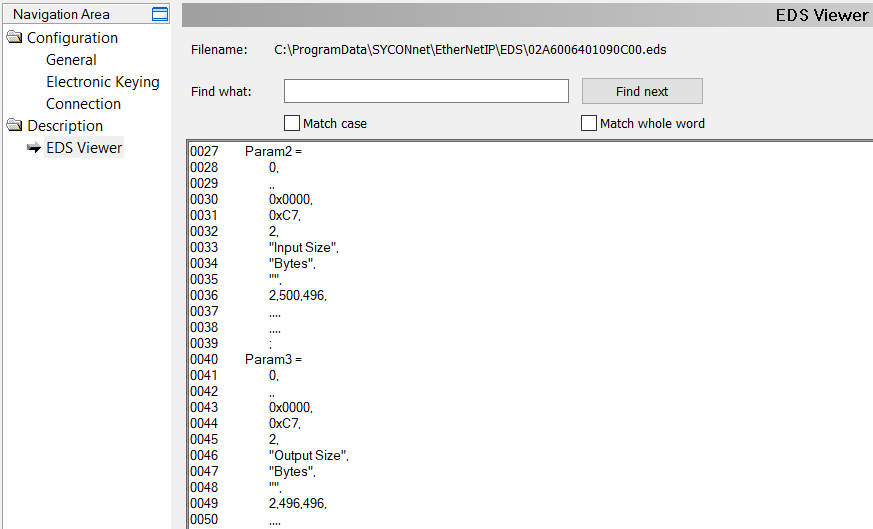 Navigation Area
Configuration
General
Electronic Keying
Connection
Description
EDS Viewer
EDS Viewer
Filename: C:\ProgramData\SYCONnet\EtherNetIP\EDS\02A6006401090C00.eds
Find what: Find next
Match case Match whole word
0027 Param2 =
0028 0,
0029 ,,
0030 0x0000,
0031 0xC7,
0032 2,
0033 "Input Size",
0034 "Bytes",
0035 "",
0036 2,500,496,
0037 ,,,,
0038 ,,,,
0039 ;
0040 Param3 =
0041 0,
0042 ,,
0043 0x0000,
0044 0xC7,
0045 2,
0046 "Output Size",
0047 "Bytes",
0048 "",
0049 2,496,496,
0050 ,,,,